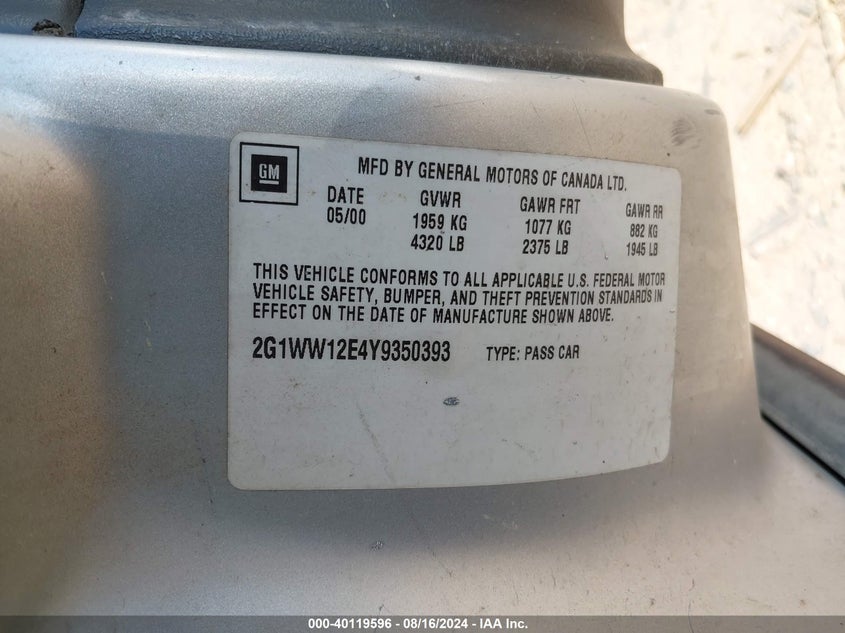 GM
MFD BY GENERAL MOTORS OF CANADA LTD.
DATE GVWR GAWR FRT GAWR RR
05/00 1959 KG 1077 KG 882 KG
4320 LB 2375 LB 1945 LB
THIS VEHICLE CONFORMS TO ALL APPLICABLE U.S. FEDERAL MOTOR
VEHICLE SAFETY, BUMPER, AND THEFT PREVENTION STANDARDS IN
EFFECT ON THE DATE OF MANUFACTURE SHOWN ABOVE.
2G1WW12E4Y9350393 TYPE: PASS CAR
000-40119596 - 08/16/2024 - IAA Inc.